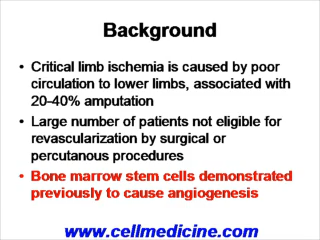 Background
• Critical limb ischemia is caused by poor
circulation to lower limbs, associated with
20-40% amputation
• Large number of patients not eligible for
revascularization by surgical or
percutanous procedures
• Bone marrow stem cells demonstrated
previously to cause angiogenesis
www.cellmedicine.com